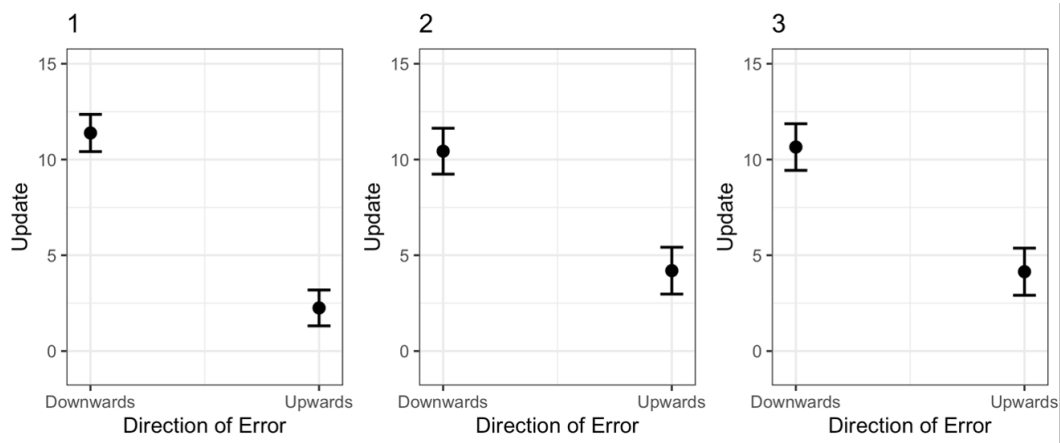 1
15
10
5
0
Update
Downwards Upwards
Direction of Error
2
15
10
5
0
Update
Downwards Upwards
Direction of Error
3
15
10
5
0
Update
Downwards Upwards
Direction of Error